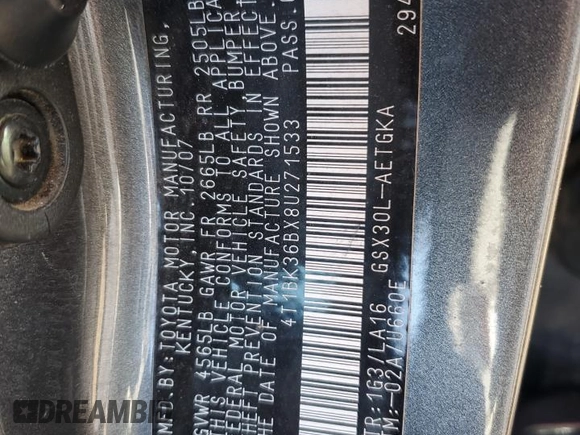 MFD.BY: TOYOTA MOTOR MANUFACTURING,
KENTUCKY, INC. 10/07
GVWR 4565LB GAWR FR 2665LB RR 2505LB
THIS VEHICLE CONFORMS TO ALL APPLICA
FEDERAL MOTOR VEHICLE SAFETY, BUMPER,
THEFT PREVENTION STANDARDS IN EFFECT
THE DATE OF MANUFACTURE SHOWN ABOVE.
4T1BK36BX8U271533 PASS.
TR:1G3/LA16 GSX30L-AETGKA
TM:-02A/U660E 294
DREAMBID